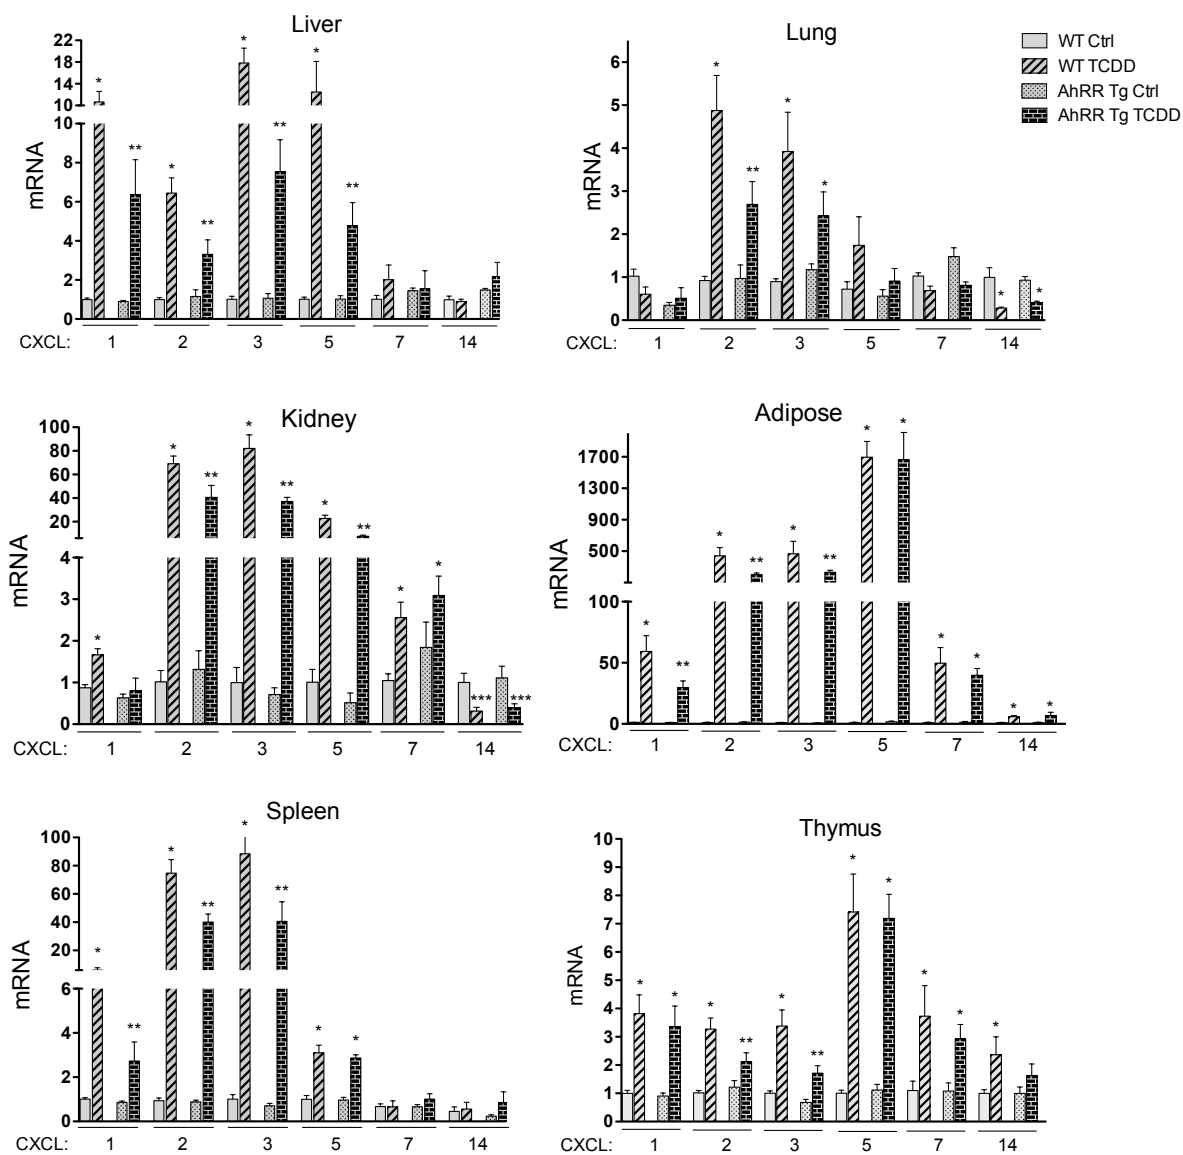 Liver
22
18
14
10
10
8
6
4
2
0
mRNA
* ** * ** * ** * **
CXCL: 1 2 3 5 7 14
Lung
6
5
4
3
2
1
0
mRNA
* ** * * * *
CXCL: 1 2 3 5 7 14
WT Ctrl
WT TCDD
AhRR Tg Ctrl
AhRR Tg TCDD
Kidney
100
80
60
40
20
4
3
2
1
0
mRNA
* * ** * ** * ** * * *** ***
CXCL: 1 2 3 5 7 14
Adipose
1700
1300
900
500
100
50
0
mRNA
* ** * ** * ** * * * * * *
CXCL: 1 2 3 5 7 14
Spleen
100
80
60
40
20
6
4
2
0
mRNA
* ** * ** * ** * *
CXCL: 1 2 3 5 7 14
Thymus
10
9
8
7
6
5
4
3
2
1
0
mRNA
* * * ** * ** * * * * *
CXCL: 1 2 3 5 7 14